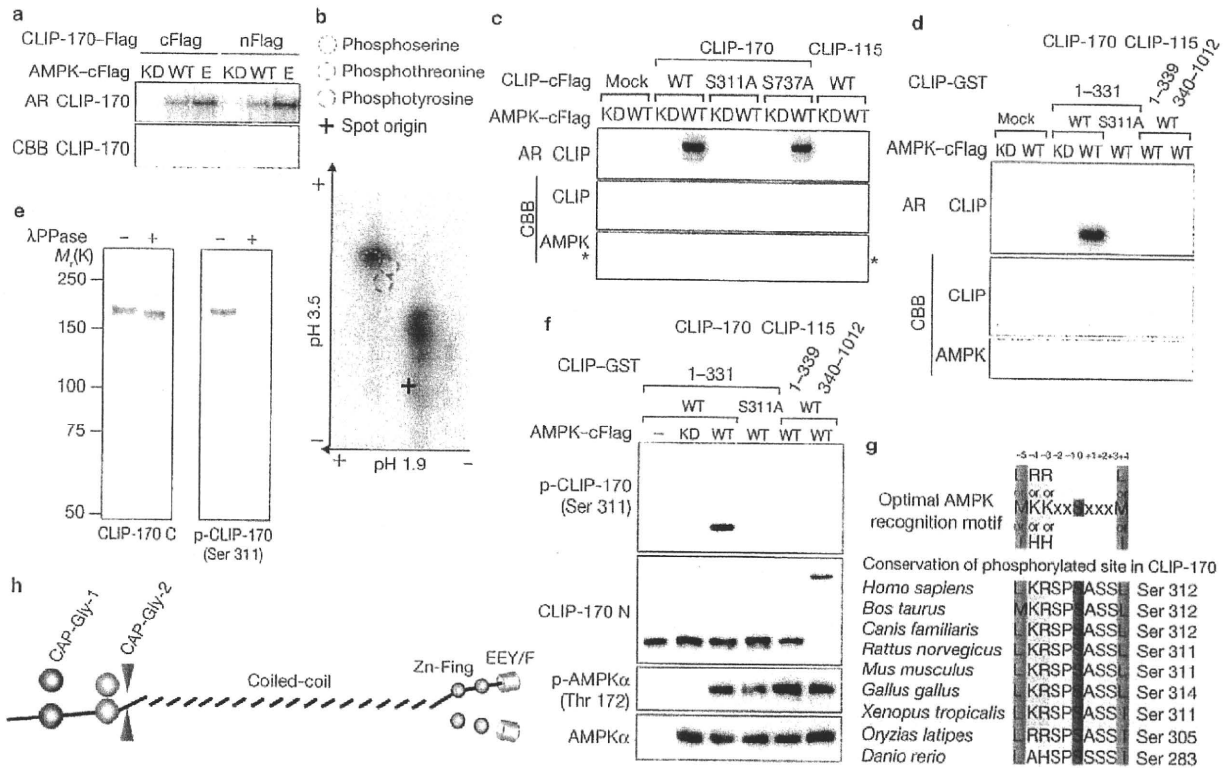 a
CLIP-170–Flag cFlag nFlag
AMPK–cFlag KD WT E KD WT E
AR CLIP-170
CBB CLIP-170
b
Phosphoserine
Phosphothreonine
Phosphotyrosine
+ Spot origin
+
pH 3.5
–
+ pH 1.9 –
c
CLIP-170 CLIP-115
CLIP–cFlag Mock WT S311A S737A WT
AMPK–cFlag KD WT KD WT KD WT KD WT KD WT
AR CLIP
CBB
CLIP
AMPK
* *
d
CLIP-170 CLIP-115
CLIP-GST
1–331 1–339 340–1012
Mock WT S311A WT
AMPK–cFlag KD WT KD WT WT WT WT
AR CLIP
CBB
CLIP
AMPK
e
λPPase – + – +
Mr(K)
250
150
100
75
50
CLIP-170 C p-CLIP-170
(Ser 311)
f
CLIP–170 CLIP-115
CLIP–GST
1–331 1–339 340–1012
WT S311A WT
AMPK–cFlag – KD WT WT WT WT
p-CLIP-170
(Ser 311)
CLIP-170 N
p-AMPKα
(Thr 172)
AMPKα
g
–5 –4 –3 –2 –1 0 +1 +2 +3 +4
LRR L
or or or or
Optimal AMPK
recognition motif
MKKxxSxxxM
or or or or
IHH I
Conservation of phosphorylated site in CLIP-170
Homo sapiens LKRSPSASSL Ser 312
Bos taurus MKRSPSASSL Ser 312
Canis familiaris LKRSPSASSL Ser 312
Rattus norvegicus LKRSPSASSL Ser 311
Mus musculus LKRSPSASSL Ser 311
Gallus gallus LKRSPSASSL Ser 314
Xenopus tropicalis LKRSPSASSL Ser 311
Oryzias latipes LRRSPSASSI Ser 305
Danio rerio LAHSPSSSSI Ser 283
h
CAP-Gly-1
CAP-Gly-2
Coiled-coil
Zn-Fing
EEY/F